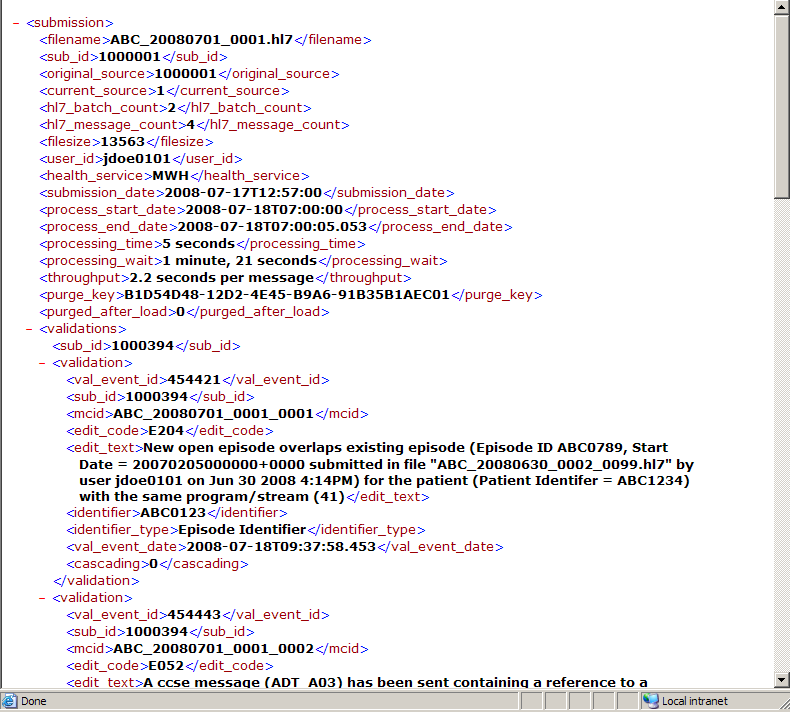 − <submission>
<filename>ABC_20080701_0001.hl7</filename>
<sub_id>1000001</sub_id>
<original_source>1000001</original_source>
<current_source>1</current_source>
<hl7_batch_count>2</hl7_batch_count>
<hl7_message_count>4</hl7_message_count>
<filesize>13563</filesize>
<user_id>jdoe0101</user_id>
<health_service>MWH</health_service>
<submission_date>2008-07-17T12:57:00</submission_date>
<process_start_date>2008-07-18T07:00:00</process_start_date>
<process_end_date>2008-07-18T07:00:05.053</process_end_date>
<processing_time>5 seconds</processing_time>
<processing_wait>1 minute, 21 seconds</processing_wait>
<throughput>2.2 seconds per message</throughput>
<purge_key>B1D54D48-12D2-4E45-B9A6-91B35B1AEC01</purge_key>
<purged_after_load>0</purged_after_load>
− <validations>
<sub_id>1000394</sub_id>
− <validation>
<val_event_id>454421</val_event_id>
<sub_id>1000394</sub_id>
<mcid>ABC_20080701_0001_0001</mcid>
<edit_code>E204</edit_code>
<edit_text>New open episode overlaps existing episode (Episode ID ABC0789, Start
Date = 20070205000000+0000 submitted in file "ABC_20080630_0002_0099.hl7" by
user jdoe0101 on Jun 30 2008 4:14PM) for the patient (Patient Identifer = ABC1234)
with the same program/stream (41)</edit_text>
<identifier>ABC0123</identifier>
<identifier_type>Episode Identifier</identifier_type>
<val_event_date>2008-07-18T09:37:58.453</val_event_date>
<cascading>0</cascading>
</validation>
− <validation>
<val_event_id>454443</val_event_id>
<sub_id>1000394</sub_id>
<mcid>ABC_20080701_0001_0002</mcid>
<edit_code>E052</edit_code>
<edit_text>A ccse message (ADT_A03) has been sent containing a reference to a
Done
Local intranet